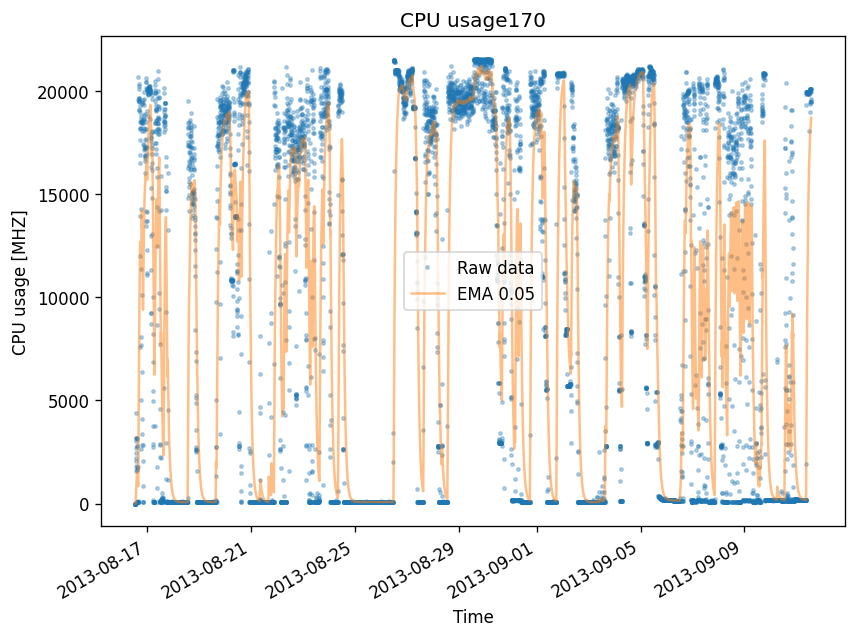 CPU usage170
CPU usage [MHZ]
20000
15000
10000
5000
0
Raw data
EMA 0.05
2013-08-17
2013-08-21
2013-08-25
2013-08-29
2013-09-01
2013-09-05
2013-09-09
Time